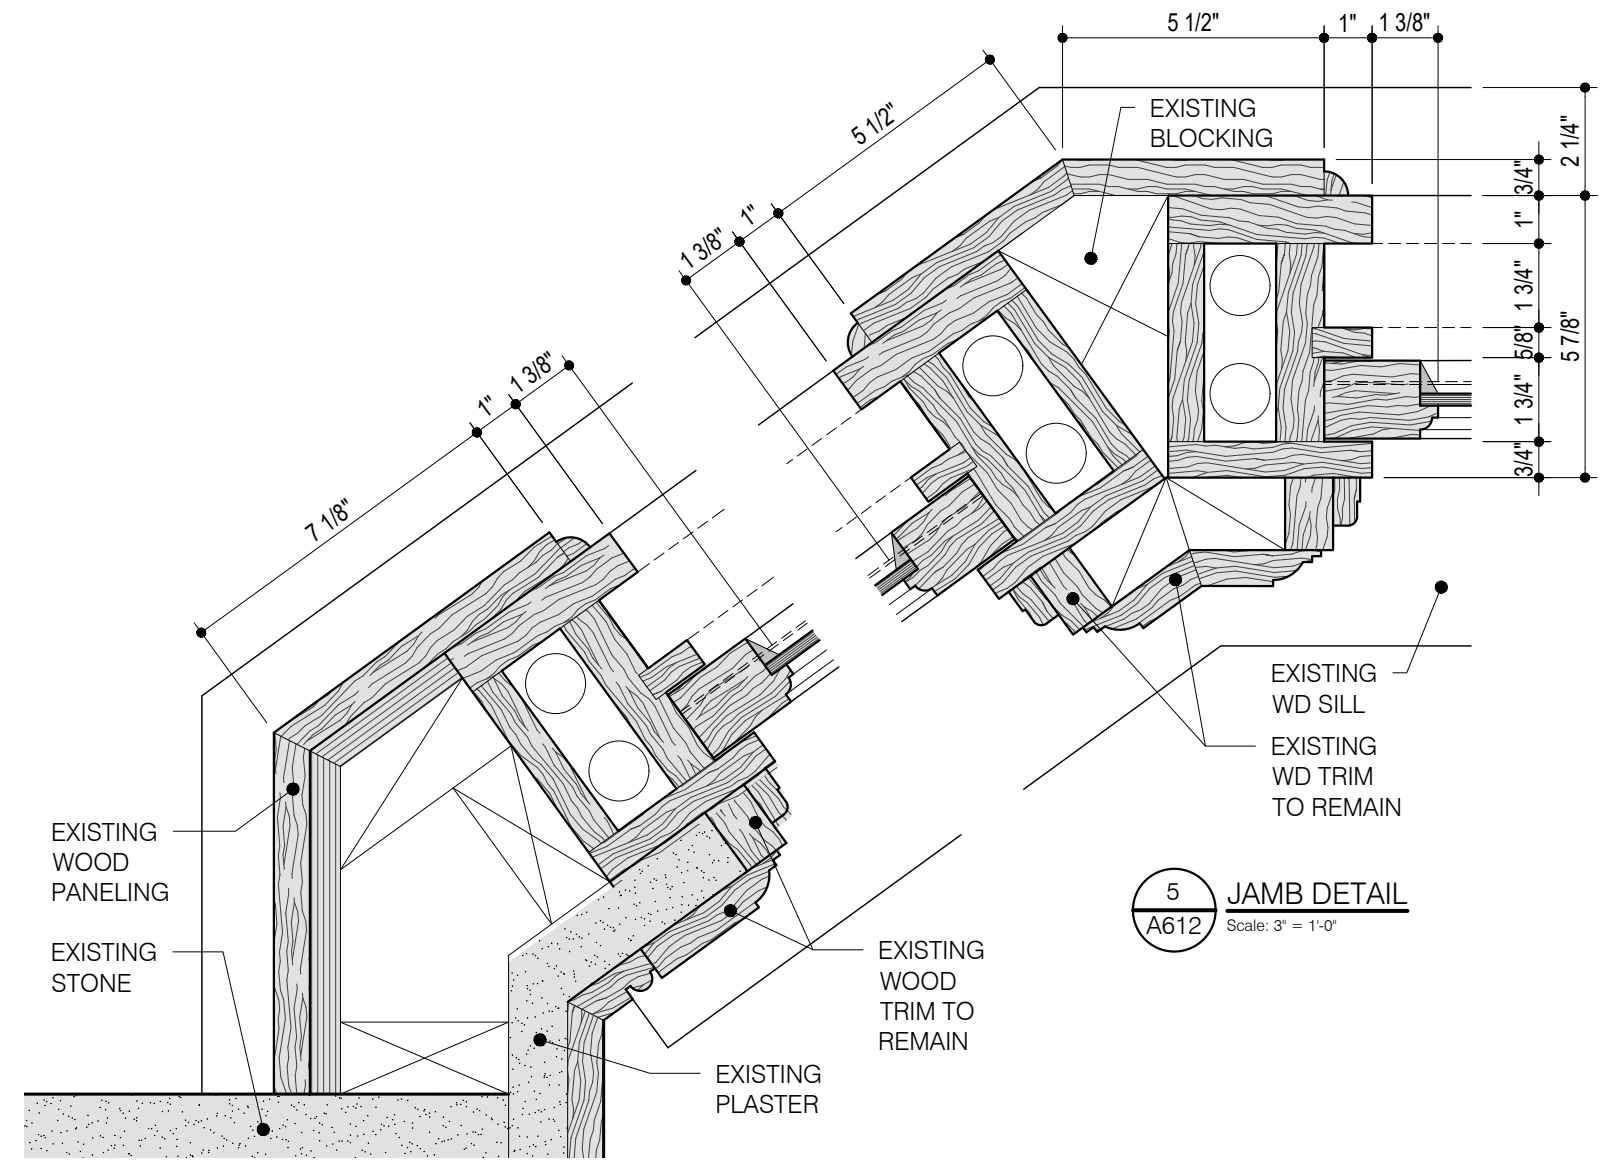 5 1/2"
1"
1 3/8"
5 1/2"
1"
1 3/8"
EXISTING
BLOCKING
2 1/4"
3/4"
1"
1 3/4"
5/8"
5 7/8"
1 3/4"
3/4"
1 3/8"
1"
7 1/8"
EXISTING
WD SILL
EXISTING
WD TRIM
TO REMAIN
EXISTING
WOOD
PANELING
EXISTING
STONE
5
A612
JAMB DETAIL
Scale: 3" = 1'-0"
EXISTING
WOOD
TRIM TO
REMAIN
EXISTING
PLASTER